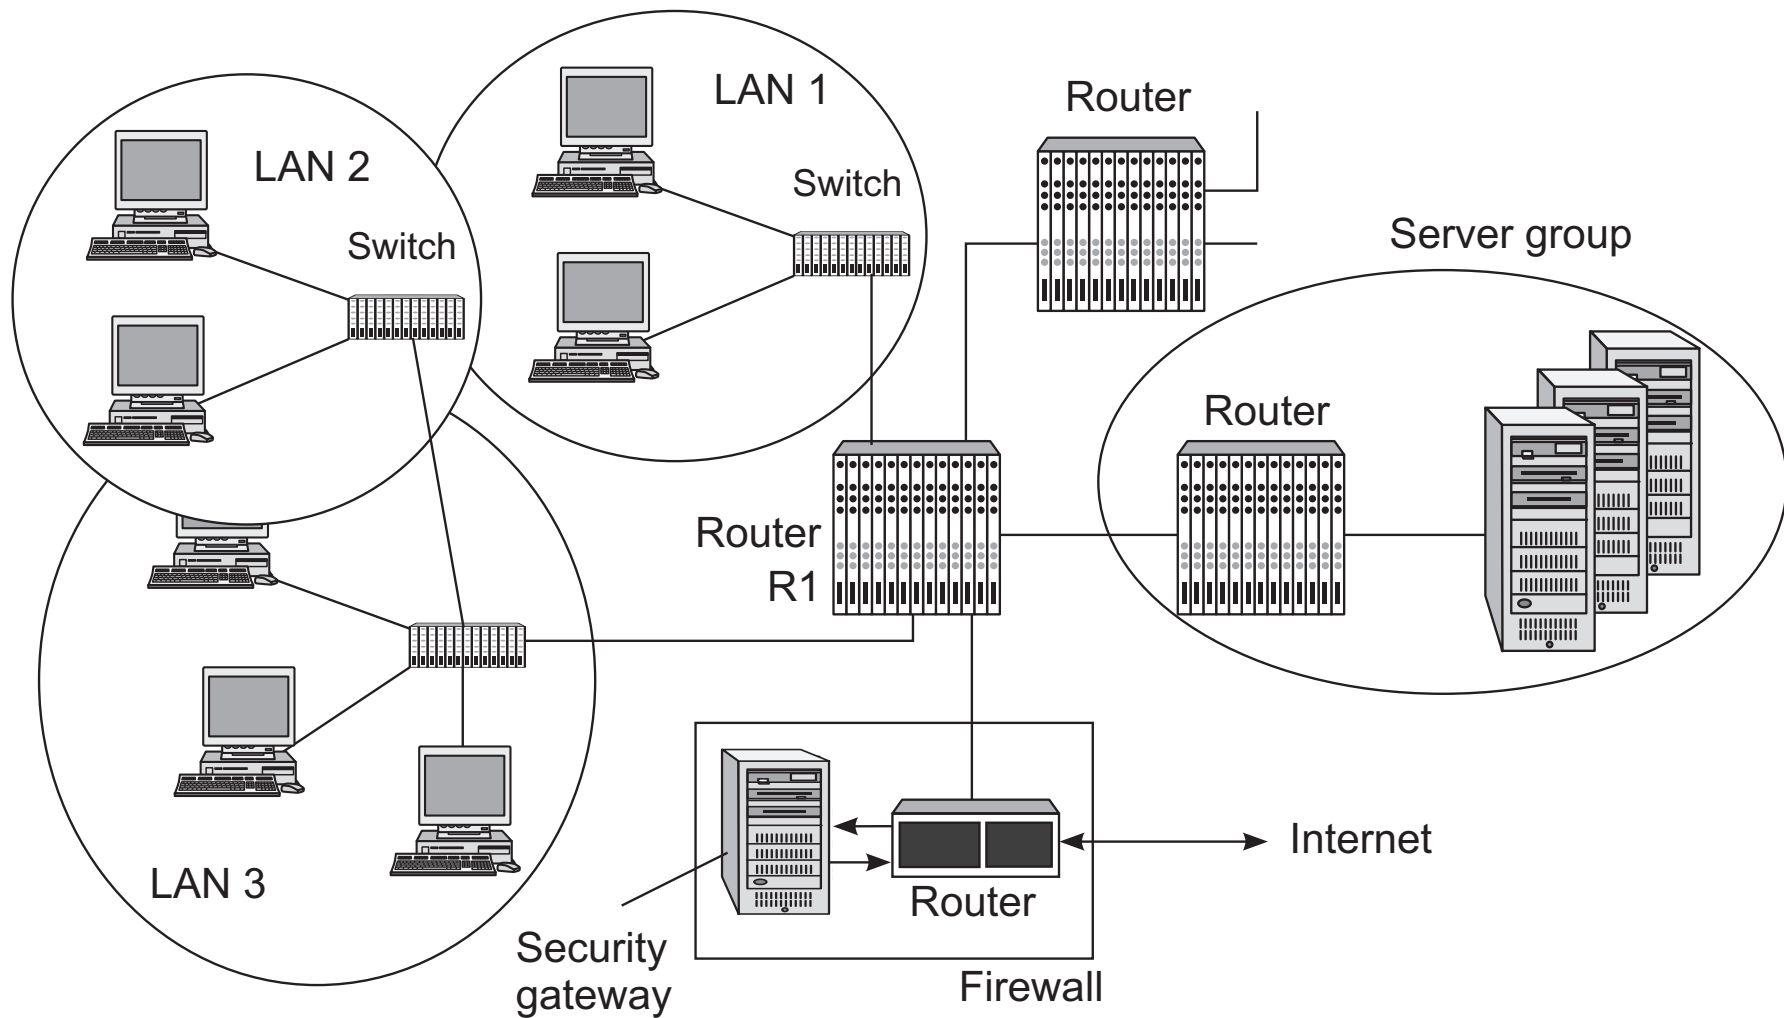 LAN 1
Router
LAN 2
Switch
Switch
Server group
Router
Router
R1
Internet
LAN 3
Router
Security
gateway
Firewall